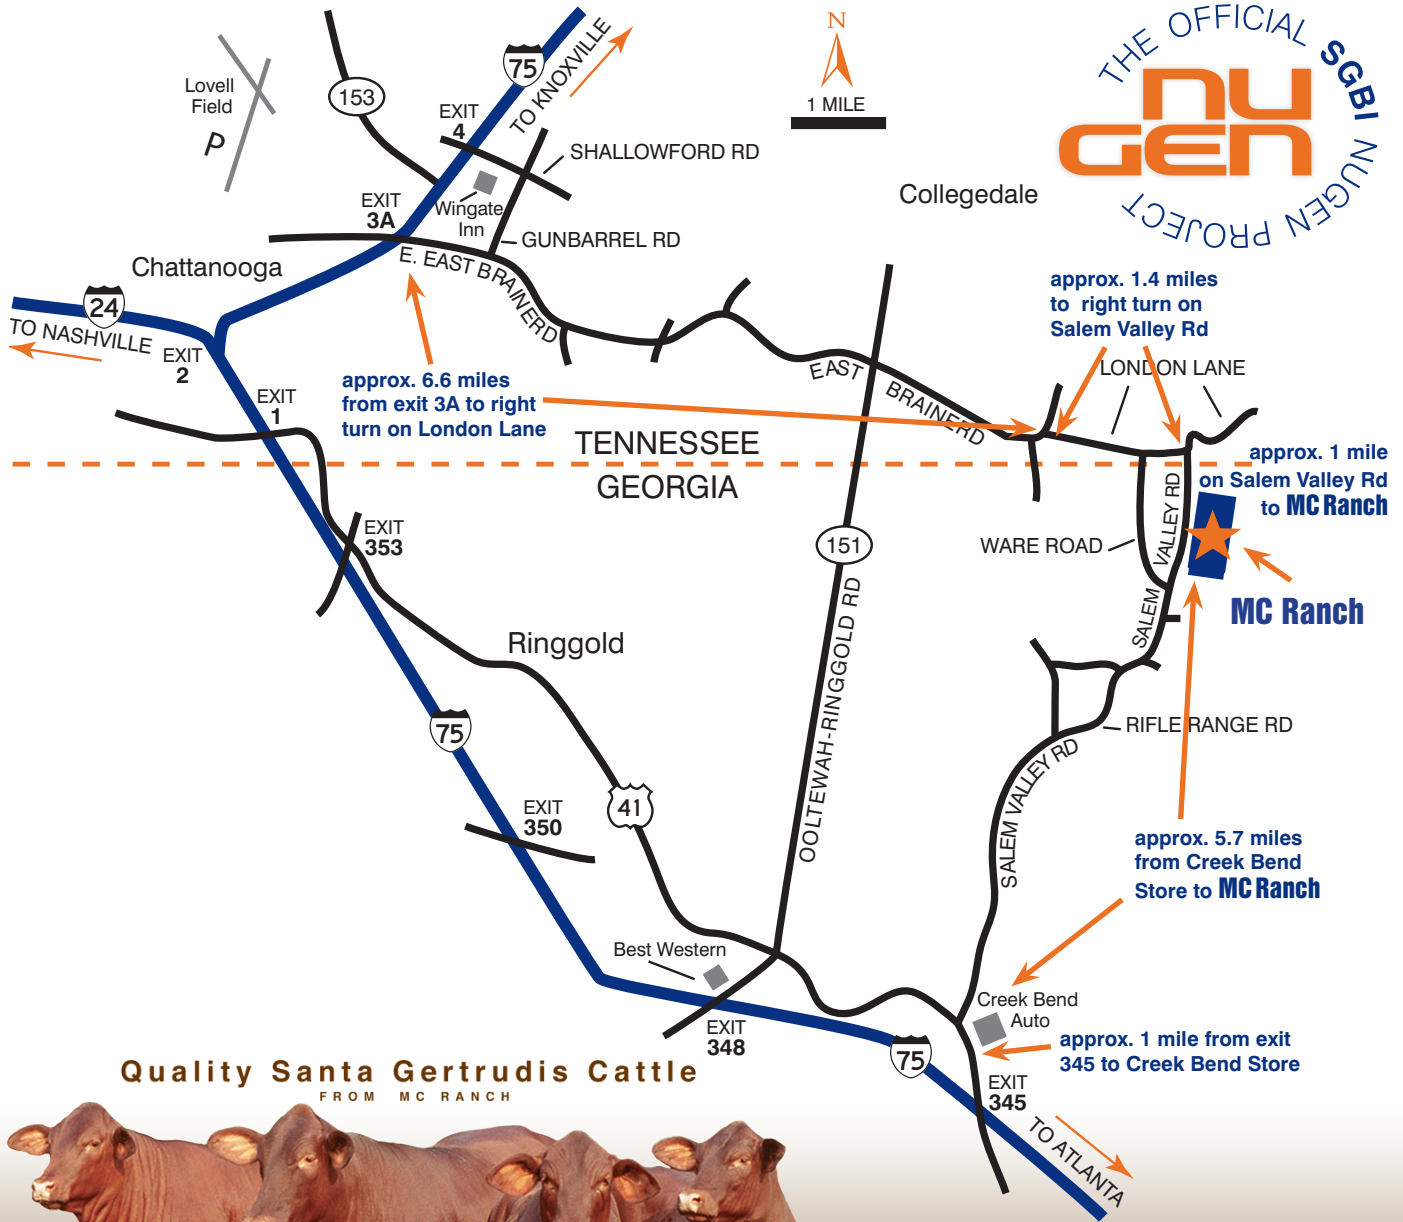 THE OFFICIAL SGBI NUGEN PROJECT
NU
GEN
N
1 MILE
Lovell
Field
P
153
75
TO KNOXVILLE
EXIT
4
SHALLOWFORD RD
Wingate
Inn
EXIT
3A
GUNBARREL RD
Collegedale
Chattanooga
E. EAST BRAINERD
24
TO NASHVILLE
EXIT
2
approx. 1.4 miles
to right turn on
Salem Valley Rd
EXIT
1
approx. 6.6 miles
from exit 3A to right
turn on London Lane
EAST BRAINERD
LONDON LANE
TENNESSEE
GEORGIA
approx. 1 mile
on Salem Valley Rd
to MC Ranch
EXIT
353
151
WARE ROAD
SALEM VALLEY RD
MC Ranch
Ringgold
OOLTEWAH-RINGGOLD RD
75
RIFLE RANGE RD
SALEM VALLEY RD
41
EXIT
350
approx. 5.7 miles
from Creek Bend
Store to MC Ranch
Best Western
Creek Bend
Auto
EXIT
348
75
approx. 1 mile from exit
345 to Creek Bend Store
EXIT
345
TO ATLANTA
Quality Santa Gertrudis Cattle
FROM MC RANCH